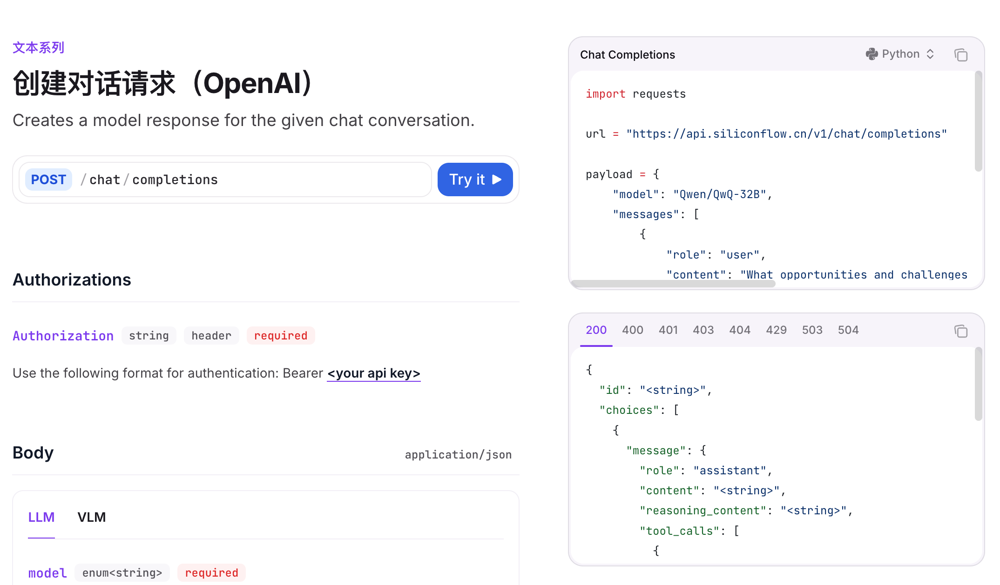 文本系列
创建对话请求（OpenAI）
Creates a model response for the given chat conversation.
POST /chat/completions Try it
Authorizations
Authorization string header required
Use the following format for authentication: Bearer <your api key>
Body application/json
LLM VLM
model enum<string> required
Chat Completions Python
import requests
url = "https://api.siliconflow.cn/v1/chat/completions"
payload = {
"model": "Qwen/QwQ-32B",
"messages": [
{
"role": "user",
"content": "What opportunities and challenges
200 400 401 403 404 429 503 504
{
"id": "<string>",
"choices": [
{
"message": {
"role": "assistant",
"content": "<string>",
"reasoning_content": "<string>",
"tool_calls": [
{